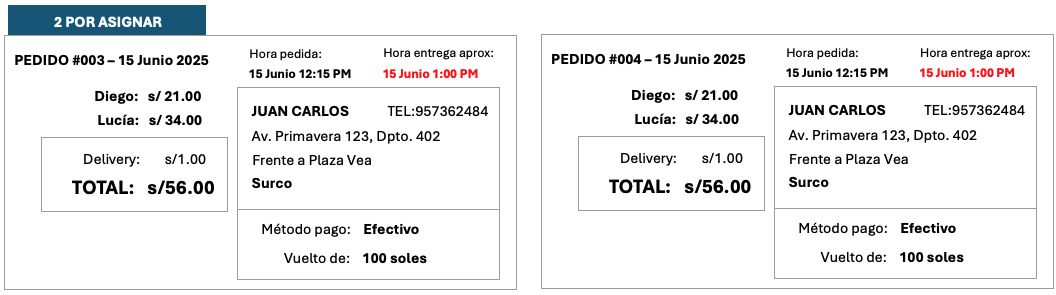 2 POR ASIGNAR
PEDIDO #003 – 15 Junio 2025
Diego: s/ 21.00
Lucía: s/ 34.00
Delivery: s/1.00
TOTAL: s/56.00
Hora pedida:
15 Junio 12:15 PM
Hora entrega aprox:
15 Junio 1:00 PM
JUAN CARLOS TEL:957362484
Av. Primavera 123, Dpto. 402
Frente a Plaza Vea
Surco
Método pago: Efectivo
Vuelto de: 100 soles
PEDIDO #004 – 15 Junio 2025
Diego: s/ 21.00
Lucía: s/ 34.00
Delivery: s/1.00
TOTAL: s/56.00
Hora pedida:
15 Junio 12:15 PM
Hora entrega aprox:
15 Junio 1:00 PM
JUAN CARLOS TEL:957362484
Av. Primavera 123, Dpto. 402
Frente a Plaza Vea
Surco
Método pago: Efectivo
Vuelto de: 100 soles